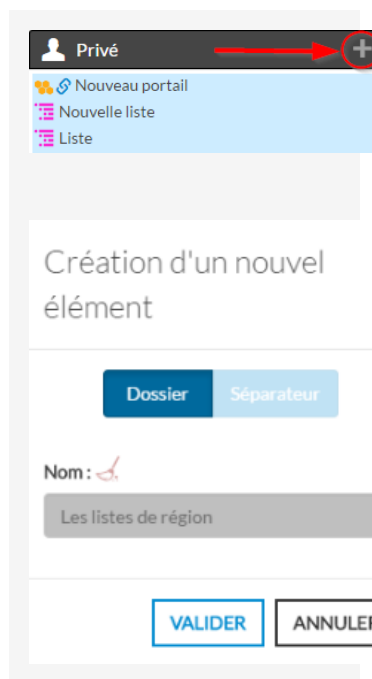 Privé
Nouveau portail
Nouvelle liste
Liste
Création d'un nouvel
élément
Dossier Séparateur
Nom :
Les listes de région
VALIDER ANNULER